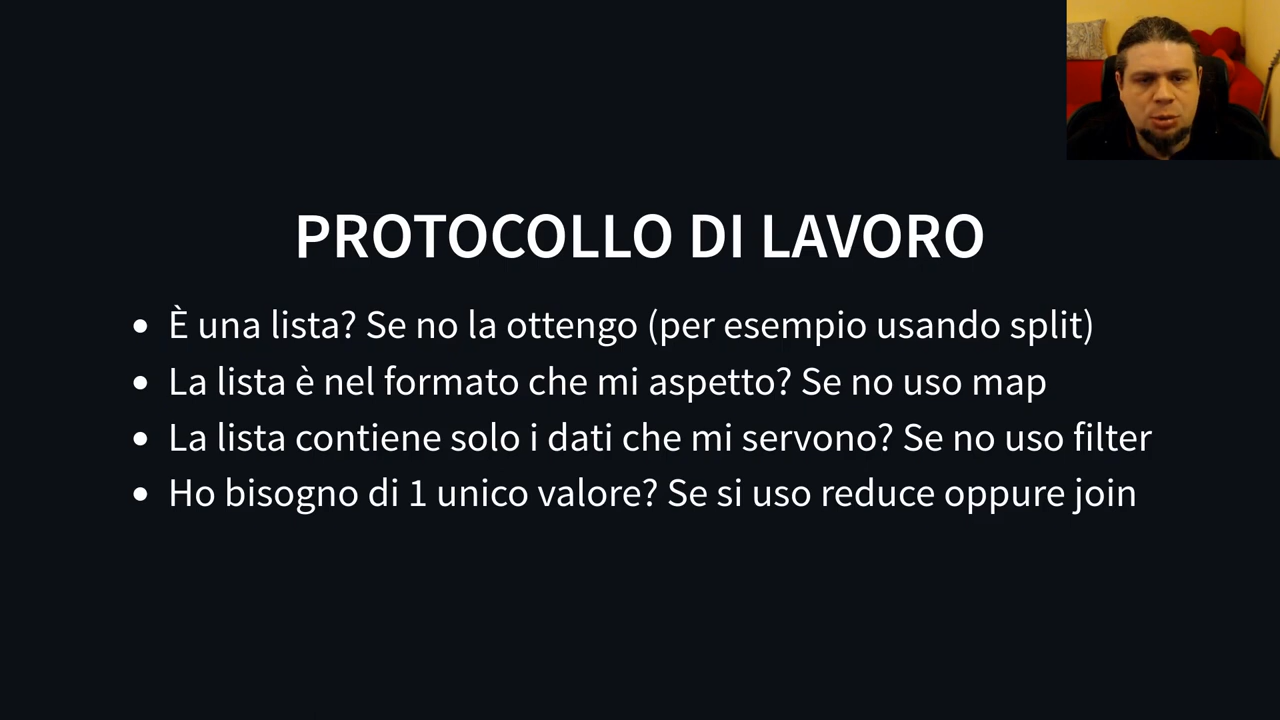 PROTOCOLLO DI LAVORO
• È una lista? Se no la ottengo (per esempio usando split)
• La lista è nel formato che mi aspetto? Se no uso map
• La lista contiene solo i dati che mi servono? Se no uso filter
• Ho bisogno di 1 unico valore? Se si uso reduce oppure join